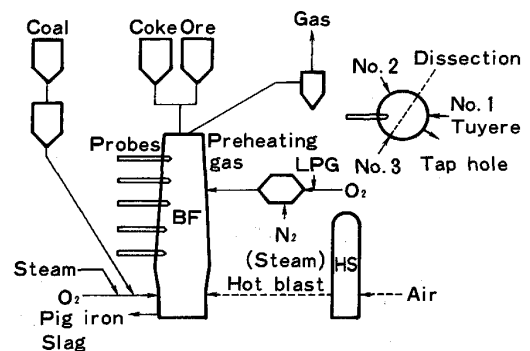 Coal
Coke Ore
Gas
Dissection
No. 2
No. 1
Tuyere
No. 3
Tap hole
Probes
Preheating
gas
LPG
O2
BF
N2
(Steam)
HS
Steam
Hot blast
O2
Air
Pig iron
Slag